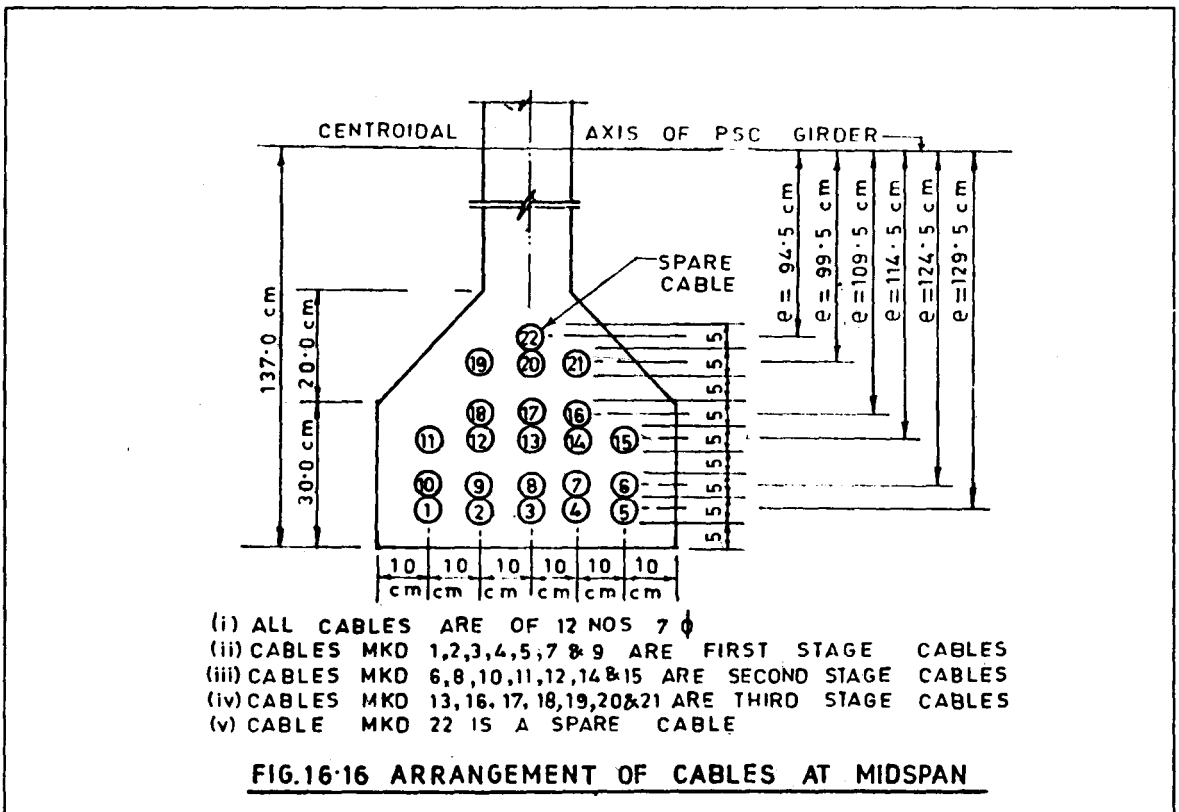 CENTROIDAL AXIS OF PSC GIRDER
e = 94.5 cm
e = 99.5 cm
e = 109.5 cm
e = 114.5 cm
e = 124.5 cm
e = 129.5 cm
137.0 cm
20.0 cm
30.0 cm
SPARE
CABLE
22
19 20 21
18 17 16
11 12 13 14 15
10 9 8 7 6
1 2 3 4 5
5
5
5
5
5
5
5
5
5
10 10 10 10 10 10
cm cm cm cm cm cm
(i) ALL CABLES ARE OF 12 NOS 7 ϕ
(ii) CABLES MKD 1,2,3,4,5,7 & 9 ARE FIRST STAGE CABLES
(iii) CABLES MKD 6,8,10,11,12,14 & 15 ARE SECOND STAGE CABLES
(iv) CABLES MKD 13,16,17,18,19,20&21 ARE THIRD STAGE CABLES
(v) CABLE MKD 22 IS A SPARE CABLE
FIG.16.16 ARRANGEMENT OF CABLES AT MIDSPAN